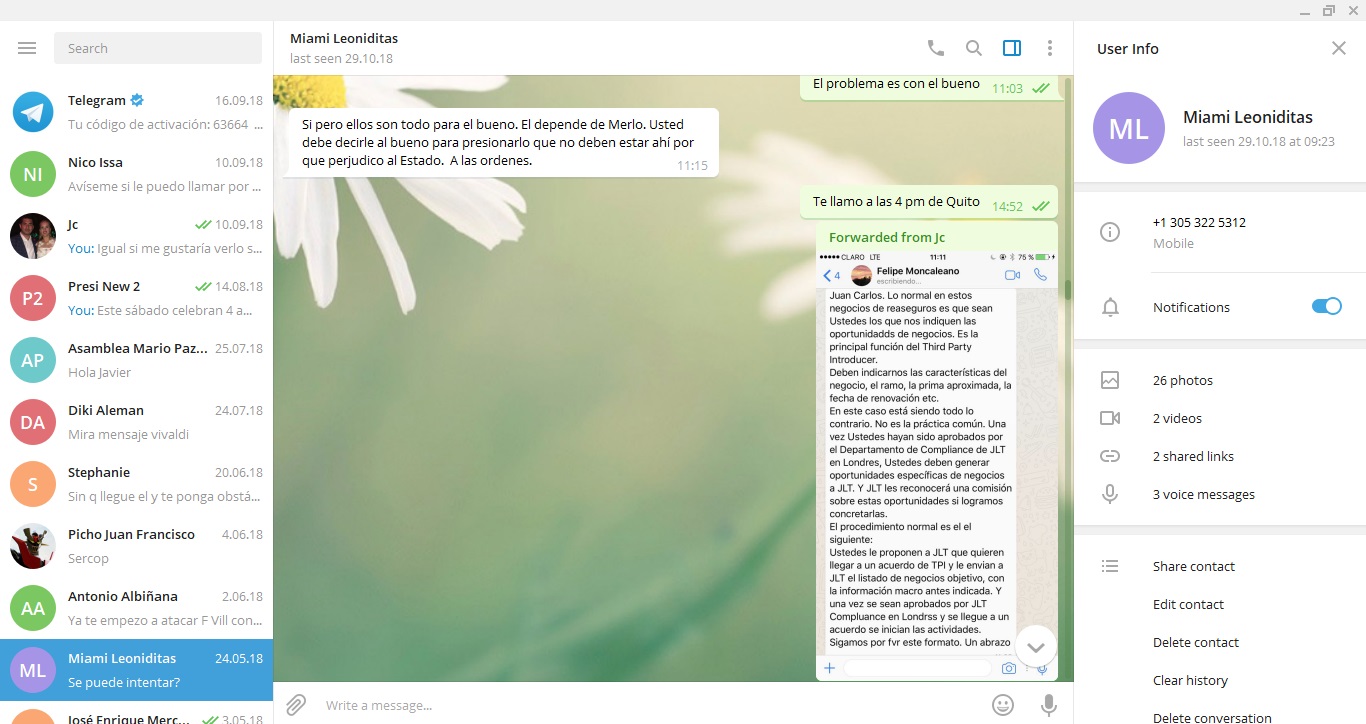 Search
Telegram 16.09.18
Tu código de activación: 63664 ...
NI
Nico Issa 10.09.18
Avíseme si le puedo llamar por ...
Jc 10.09.18
You: Igual si me gustaría verlo s...
P2
Presi New 2 14.08.18
You: Este sábado celebran 4 a...
AP
Asamblea Mario Paz... 25.07.18
Hola Javier
DA
Diki Aleman 24.07.18
Mira mensaje vivaldi
S
Stephanie 20.06.18
Sin q llegue el y te ponga obstá...
Picho Juan Francisco 4.06.18
Sercop
AA
Antonio Albiñana 2.06.18
Ya te empezo a atacar F Vill con...
ML
Miami Leoniditas 24.05.18
Se puede intentar?
José Enrique Merc... 3.05.18
Miami Leoniditas
last seen 29.10.18
El problema es con el bueno 11:03
Si pero ellos son todo para el bueno. El depende de Merlo. Usted
debe decirle al bueno para presionarlo que no deben estar ahí por
que perjudico al Estado. A las ordenes. 11:15
Te llamo a las 4 pm de Quito 14:52
Forwarded from Jc
CLARO LTE 11:11 75 %
4 Felipe Moncaleano
escribiendo...
Juan Carlos. Lo normal en estos
negocios de reaseguros es que sean
Ustedes los que nos indiquen las
oportunidadds de negocios. Es la
principal función del Third Party
Introducer.
Deben indicarnos las características del
negocio, el ramo, la prima aproximada, la
fecha de renovación etc.
En este caso está siendo todo lo
contrario. No es la práctica común. Una
vez Ustedes hayan sido aprobados por
el Departamento de Compliance de JLT
en Londres, Ustedes deben generar
oportunidades específicas de negocios
a JLT. Y JLT les reconocerá una comisión
sobre estas oportunidades si logramos
concretarlas.
El procedimiento normal es el el
siguiente:
Ustedes le proponen a JLT que quieren
llegar a un acuerdo de TPI y le envian a
JLT el listado de negocios objetivo, con
la información macro antes indicada. Y
una vez se sean aprobados por JLT
Compluance en Londrss y se llegue a un
acuerdo se inician las actividades.
Sigamos por fvr este formato. Un abrazo
Write a message...
User Info
ML
Miami Leoniditas
last seen 29.10.18 at 09:23
+1 305 322 5312
Mobile
Notifications
26 photos
2 videos
2 shared links
3 voice messages
Share contact
Edit contact
Delete contact
Clear history
Delete conversation